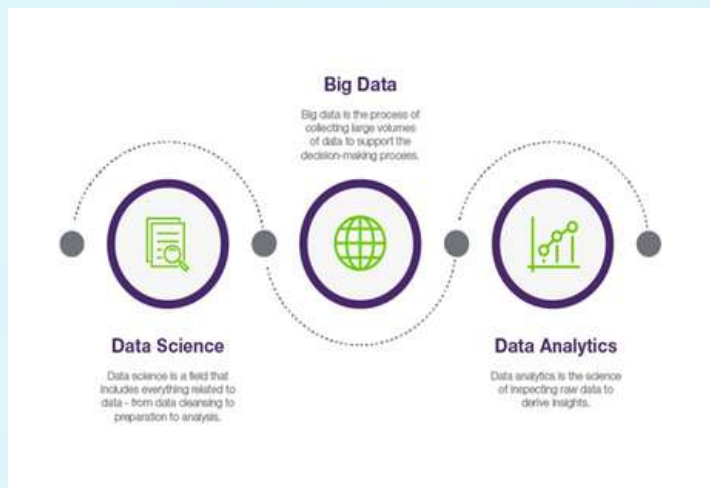 Big Data
Big data is the process of
collecting large volumes
of data to support the
decision-making process.
Data Science
Data science is a field that
includes everything related to
data - from data cleansing to
preparation to analysis.
Data Analytics
Data analytics is the science
of inspecting raw data to
derive insights.